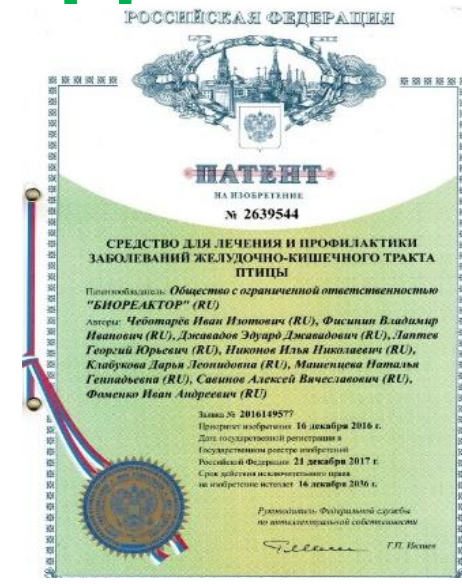 РОССИЙСКАЯ ФЕДЕРАЦИЯ
ПАТЕНТ
НА ИЗОБРЕТЕНИЕ
№ 2639544
СРЕДСТВО ДЛЯ ЛЕЧЕНИЯ И ПРОФИЛАКТИКИ
ЗАБОЛЕВАНИЙ ЖЕЛУДОЧНО-КИШЕЧНОГО ТРАКТА
ПТИЦЫ
Патентообладатель: Общество с ограниченной ответственностью
"БИОРЕАКТОР" (RU)
Авторы: Чеботарёв Иван Изотович (RU), Фисинин Владимир
Иванович (RU), Джавадов Эдуард Джавадович (RU), Лаптев
Георгий Юрьевич (RU), Никонов Илья Николаевич (RU),
Клабукова Дарья Леонидовна (RU), Машенцева Наталья
Геннадьевна (RU), Савинов Алексей Вячеславович (RU),
Фоменко Иван Андреевич (RU)
Заявка № 2016149577
Приоритет изобретения 16 декабря 2016 г.
Дата государственной регистрации в
Государственном реестре изобретений
Российской Федерации 21 декабря 2017 г.
Срок действия исключительного права
на изобретение истекает 16 декабря 2036 г.
Руководитель Федеральной службы
по интеллектуальной собственности
Г.П. Ивлиев